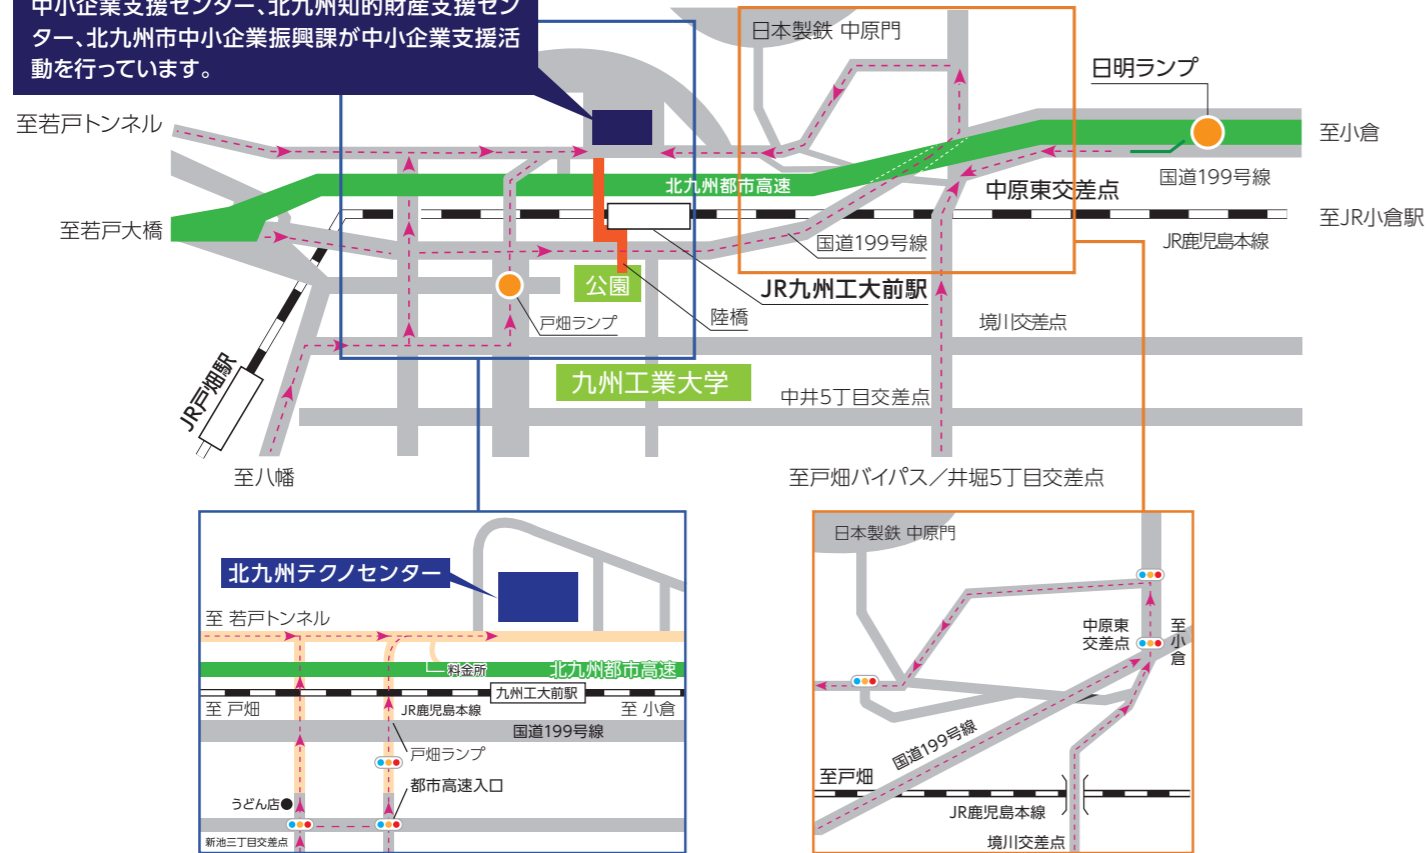 中小企業支援センター、北九州知的財産支援セン
ター、北九州市中小企業振興課が中小企業支援活
動を行っています。
日本製鉄 中原門
日明ランプ
至若戸トンネル
至小倉
北九州都市高速
国道199号線
中原東交差点
至若戸大橋
至JR小倉駅
国道199号線
JR鹿児島本線
公園
JR九州工大前駅
戸畑ランプ
陸橋
境川交差点
JR戸畑駅
九州工業大学
中井5丁目交差点
至八幡
至戸畑バイパス／井堀5丁目交差点
北九州テクノセンター
至 若戸トンネル
料金所
北九州都市高速
九州工大前駅
至 戸畑
JR鹿児島本線
至 小倉
国道199号線
戸畑ランプ
都市高速入口
うどん店
新池三丁目交差点
日本製鉄 中原門
中原東
交差点
至小倉
国道199号線
至戸畑
JR鹿児島本線
境川交差点